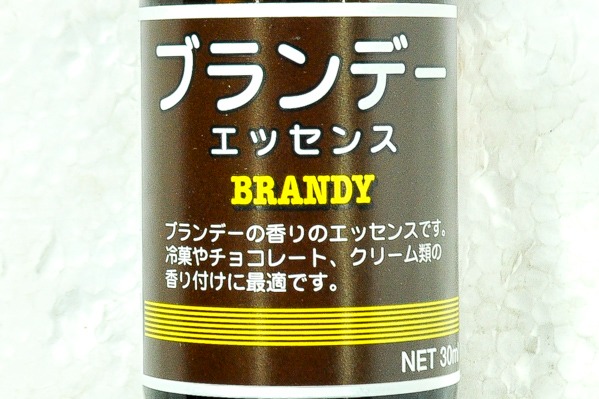 ブランデー
エッセンス
BRANDY
ブランデーの香りのエッセンスです。
冷菓やチョコレート、クリーム類の
香り付けに最適です。
NET 30m